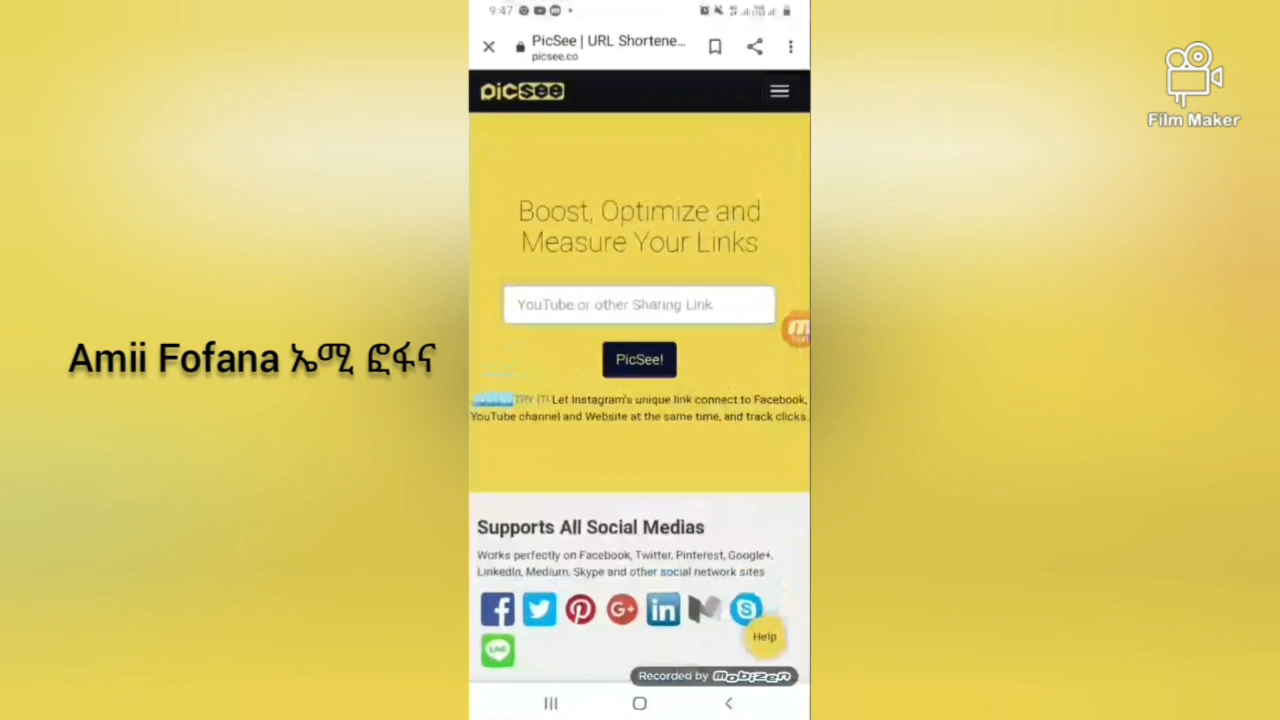 9:47
PicSee | URL Shortene...
picsee.co
picsee
Film Maker
Boost, Optimize and
Measure Your Links
YouTube or other Sharing Link
Amii Fofana ኤሚ ፎፋና
PicSee!
TRY IT! Let Instagram's unique link connect to Facebook,
YouTube channel and Website at the same time, and track clicks.
Supports All Social Medias
Works perfectly on Facebook, Twitter, Pinterest, Google+,
LinkedIn, Medium, Skype and other social network sites
LINE
Help
Recorded by mobizen